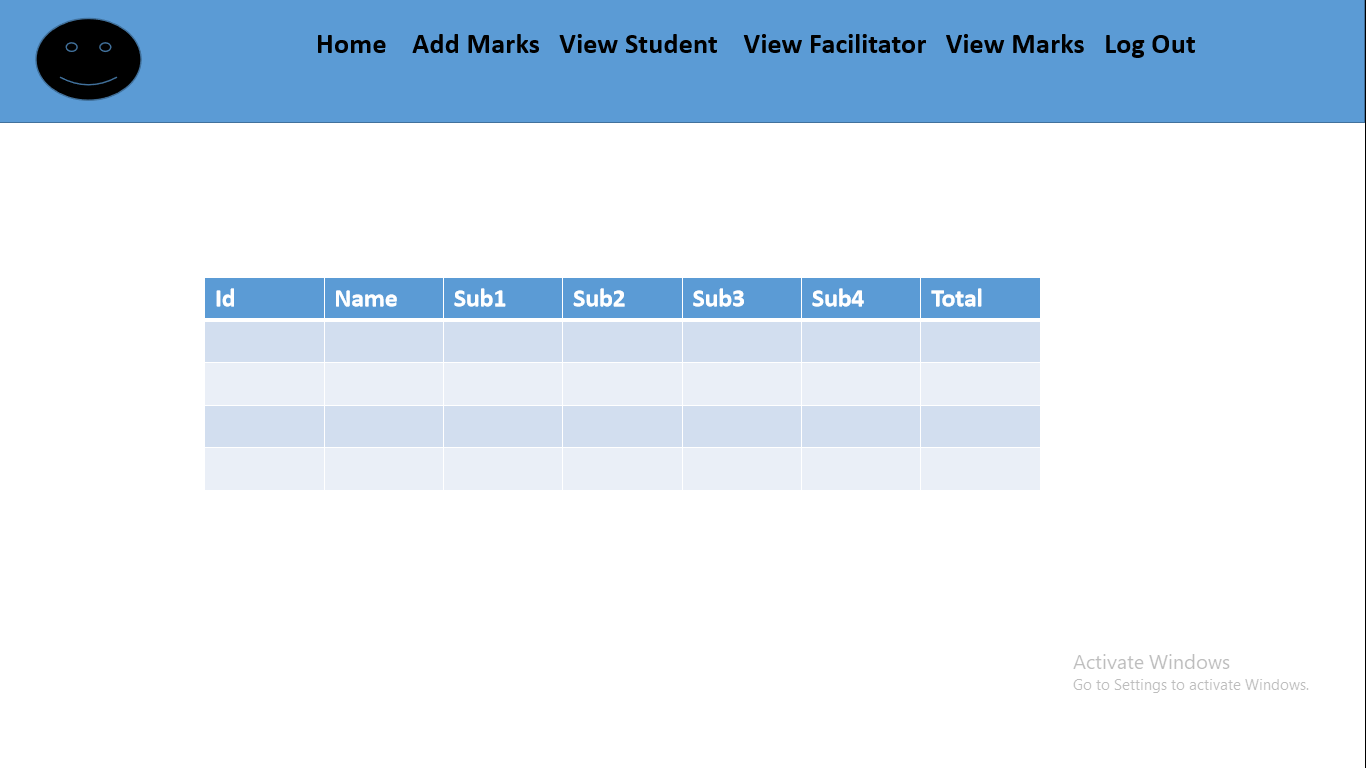 Home Add Marks View Student View Facilitator View Marks Log Out
Id Name Sub1 Sub2 Sub3 Sub4 Total
Activate Windows
Go to Settings to activate Windows.